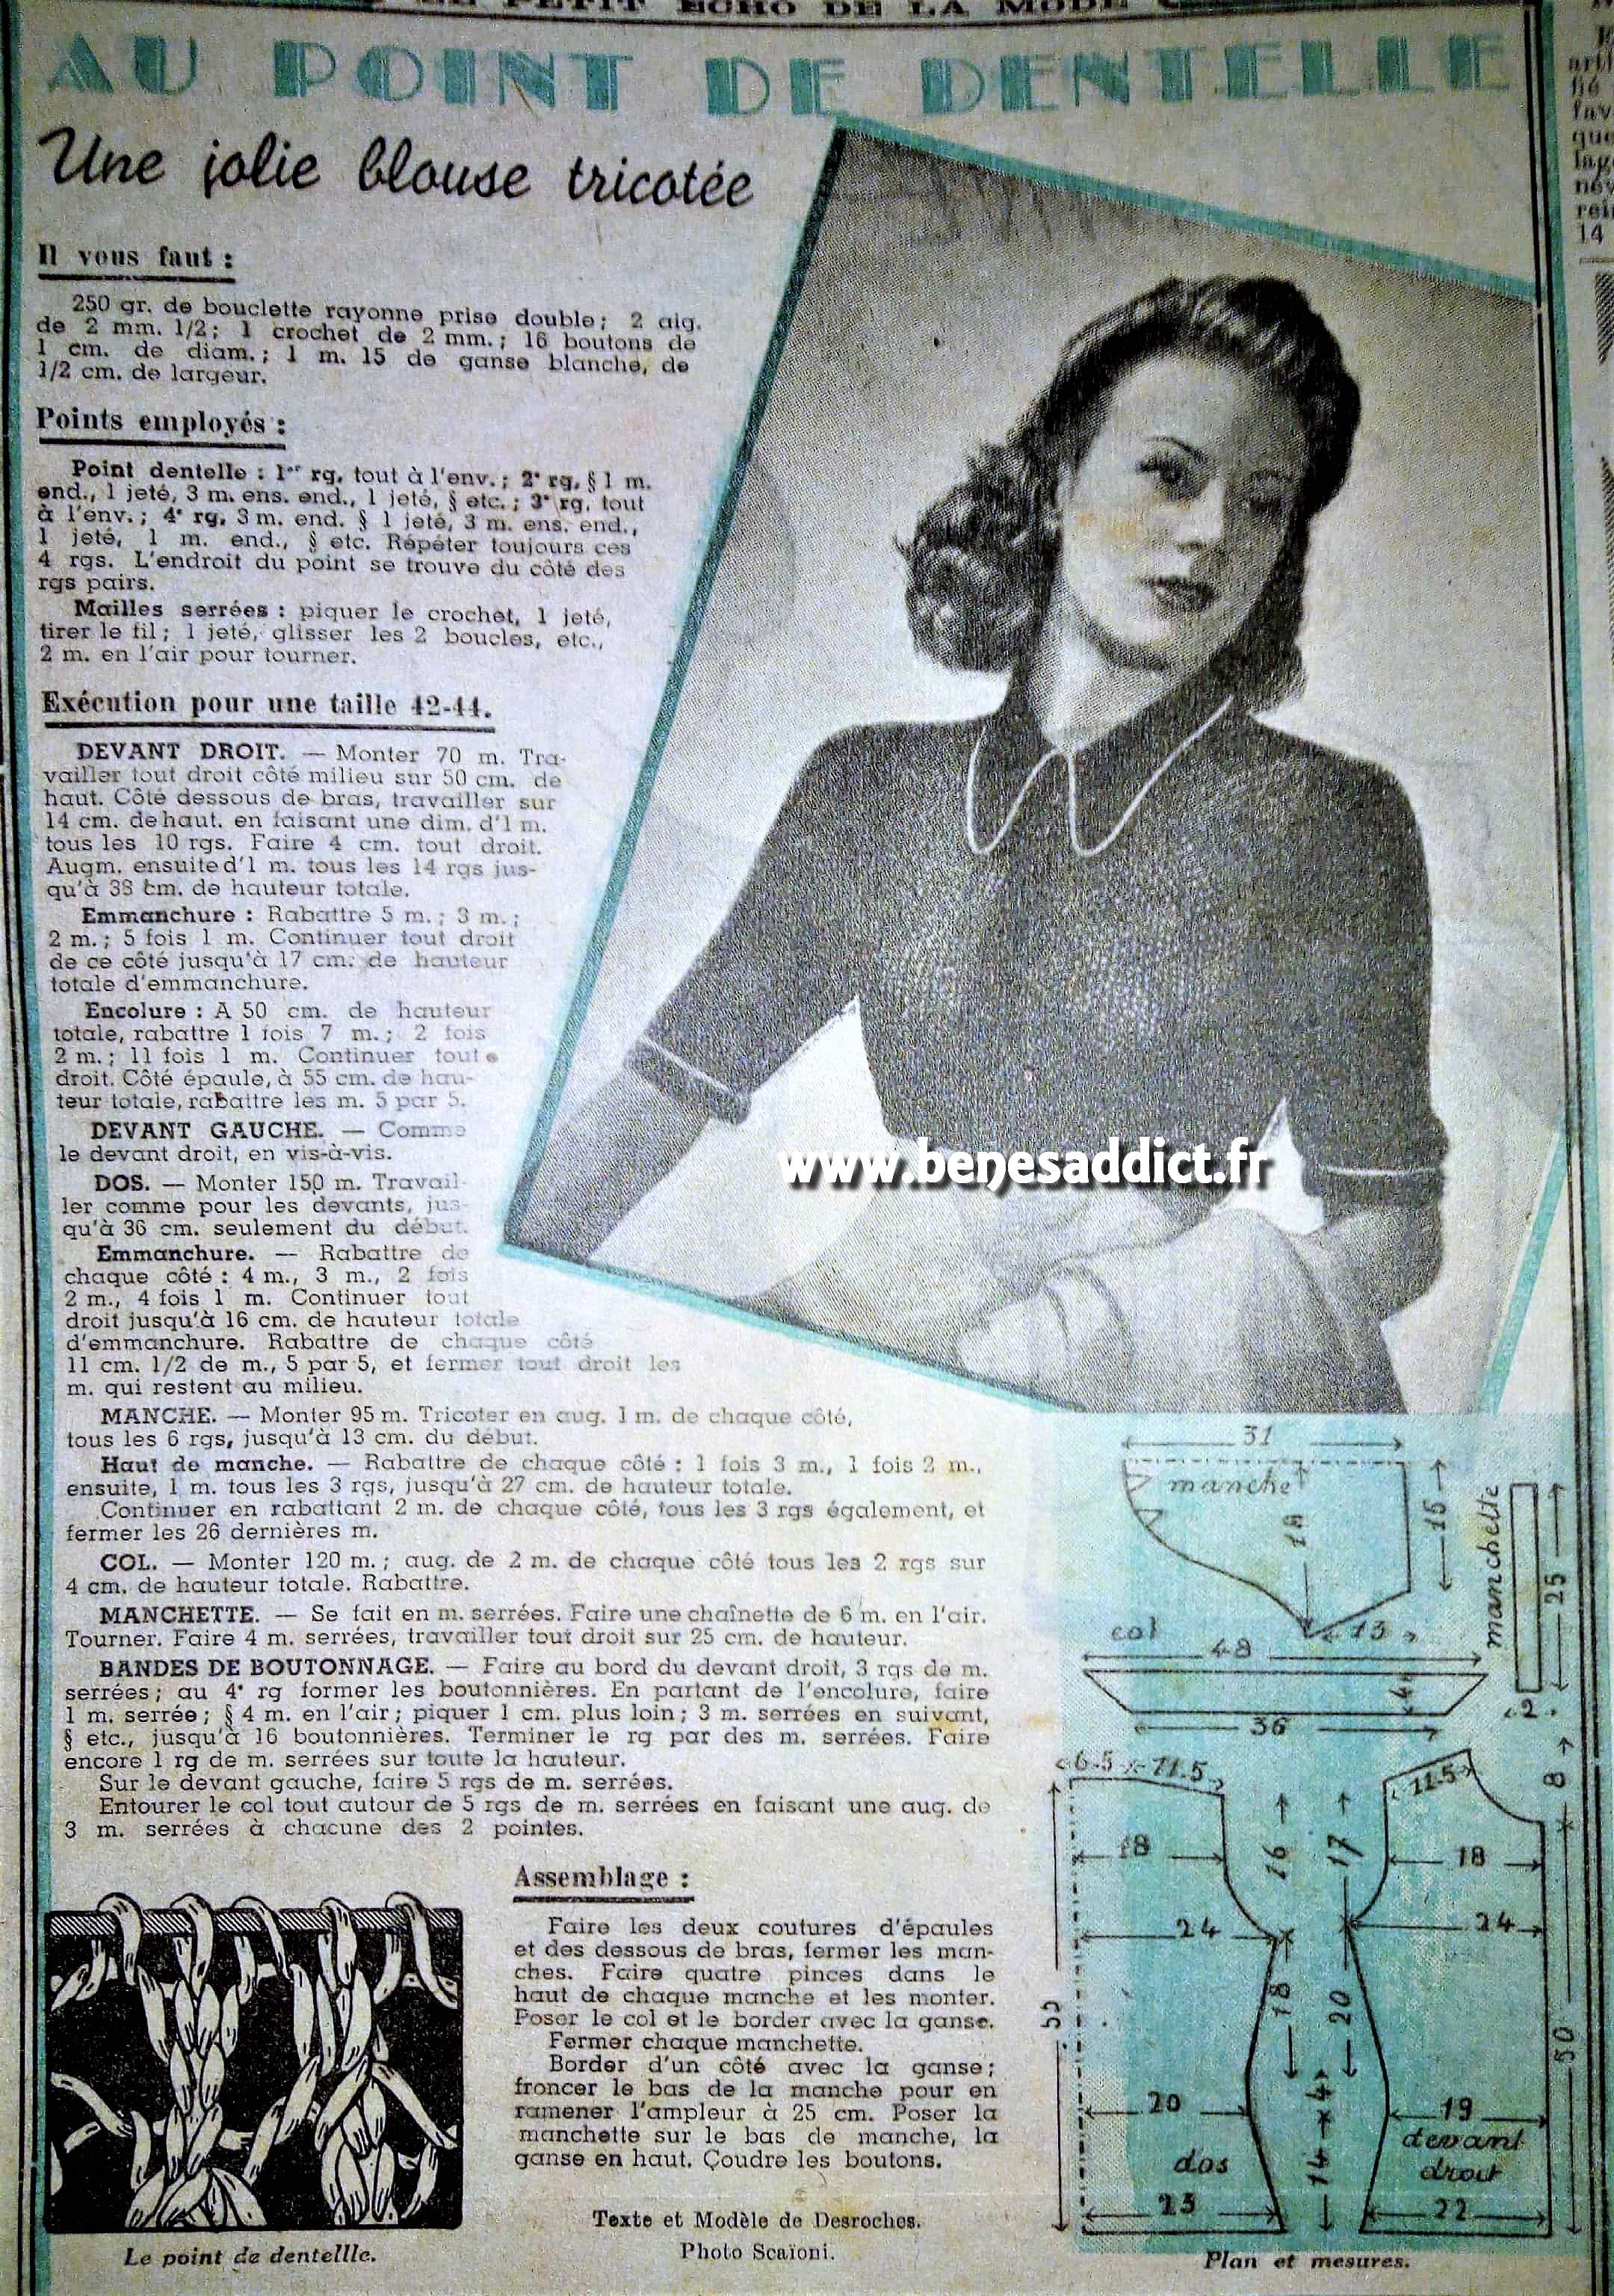 LE PETIT ECHO DE LA MODE
AU POINT DE DENTELLE
Une jolie blouse tricotée
Il vous faut :
250 gr. de bouclette rayonne prise double; 2 aig.
de 2 mm. 1/2; 1 crochet de 2 mm.; 16 boutons de
1 cm. de diam.; 1 m. 15 de ganse blanche, de
1/2 cm. de largeur.
Points employés :
Point dentelle : 1er rg, tout à l'env.; 2e rg, § 1 m.
end., 1 jeté, 3 m. ens. end., 1 jeté, § etc.; 3e rg, tout
à l'env.; 4e rg, 3 m. end. § 1 jeté, 3 m. ens. end.,
1 jeté, 1 m. end., § etc. Répéter toujours ces
4 rgs. L'endroit du point se trouve du côté des
rgs pairs.
Mailles serrées : piquer le crochet, 1 jeté,
tirer le fil; 1 jeté, glisser les 2 boucles, etc.,
2 m. en l'air pour tourner.
Exécution pour une taille 42-44.
DEVANT DROIT. — Monter 70 m. Tra-
vailler tout droit côté milieu sur 50 cm. de
haut. Côté dessous de bras, travailler sur
14 cm. de haut. en faisant une dim. d'1 m.
tous les 10 rgs. Faire 4 cm. tout droit.
Augm. ensuite d'1 m. tous les 14 rgs jus-
qu'à 38 cm. de hauteur totale.
Emmanchure : Rabattre 5 m.; 3 m.;
2 m.; 5 fois 1 m. Continuer tout droit
de ce côté jusqu'à 17 cm. de hauteur
totale d'emmanchure.
Encolure : A 50 cm. de hauteur
totale, rabattre 1 fois 7 m.; 2 fois
2 m.; 11 fois 1 m. Continuer tout
droit. Côté épaule, à 55 cm. de hau-
teur totale, rabattre les m. 5 par 5.
DEVANT GAUCHE. — Comme
le devant droit, en vis-à-vis.
DOS. — Monter 150 m. Travail-
ler comme pour les devants, jus-
qu'à 36 cm. seulement du début.
Emmanchure. — Rabattre de
chaque côté : 4 m., 3 m., 2 fois
2 m., 4 fois 1 m. Continuer tout
droit jusqu'à 16 cm. de hauteur totale
d'emmanchure. Rabattre de chaque côté
11 cm. 1/2 de m., 5 par 5, et fermer tout droit les
m. qui restent au milieu.
MANCHE. — Monter 95 m. Tricoter en aug. 1 m. de chaque côté,
tous les 6 rgs, jusqu'à 13 cm. du début.
Haut de manche. — Rabattre de chaque côté : 1 fois 3 m., 1 fois 2 m.,
ensuite, 1 m. tous les 3 rgs, jusqu'à 27 cm. de hauteur totale.
Continuer en rabattant 2 m. de chaque côté, tous les 3 rgs également, et
fermer les 26 dernières m.
COL. — Monter 120 m.; aug. de 2 m. de chaque côté tous les 2 rgs sur
4 cm. de hauteur totale. Rabattre.
MANCHETTE. — Se fait en m. serrées. Faire une chaînette de 6 m. en l'air.
Tourner. Faire 4 m. serrées, travailler tout droit sur 25 cm. de hauteur.
BANDES DE BOUTONNAGE. — Faire au bord du devant droit, 3 rgs de m.
serrées; au 4e rg former les boutonnières. En partant de l'encolure, faire
1 m. serrée; § 4 m. en l'air; piquer 1 cm. plus loin; 3 m. serrées en suivant,
§ etc., jusqu'à 16 boutonnières. Terminer le rg par des m. serrées. Faire
encore 1 rg de m. serrées sur toute la hauteur.
Sur le devant gauche, faire 5 rgs de m. serrées.
Entourer le col tout autour de 5 rgs de m. serrées en faisant une aug. de
3 m. serrées à chacune des 2 pointes.
Assemblage :
Faire les deux coutures d'épaules
et des dessous de bras, fermer les man-
ches. Faire quatre pinces dans le
haut de chaque manche et les monter.
Poser le col et le border avec la ganse.
Fermer chaque manchette.
Border d'un côté avec la ganse;
froncer le bas de la manche pour en
ramener l'ampleur à 25 cm. Poser la
manchette sur le bas de manche, la
ganse en haut. Coudre les boutons.
Texte et Modèle de Desroches.
Photo Scaïoni.
Le point de dentellle.
www.benesaddict.fr
31
manche
18
15
13
manchette
25
2
col
48
4
36
6.5
11.5
18
16
24
18
20
dos
23
11.5
8
17
18
24
20
4
14
19
devant
droit
22
50
Plan et mesures.
14